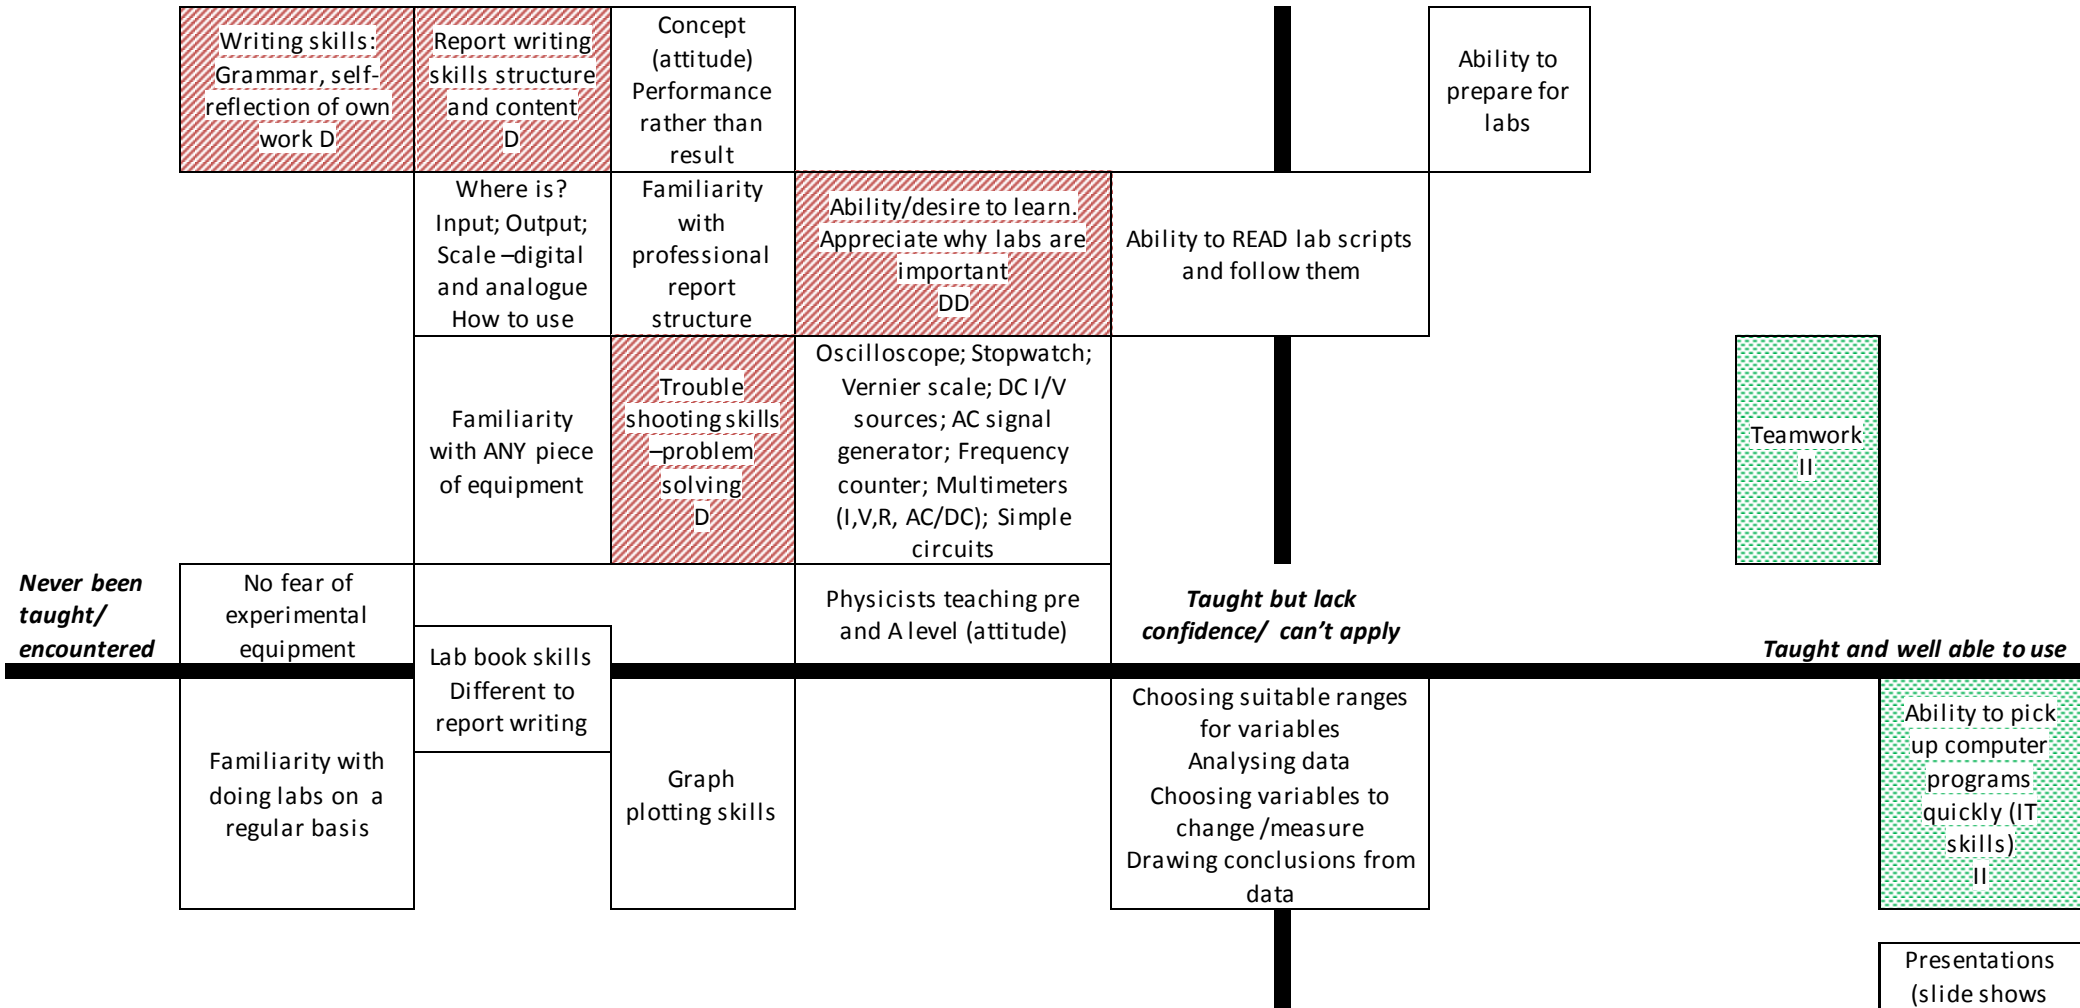 Writing skills:
Grammar, self-
reflection of own
work D
Report writing
skills structure
and content
D
Concept
(attitude)
Performance
rather than
result
Ability to
prepare for
labs
Where is?
Input; Output;
Scale –digital
and analogue
How to use
Familiarity
with
professional
report
structure
Ability/desire to learn.
Appreciate why labs are
important
DD
Ability to READ lab scripts
and follow them
Familiarity
with ANY piece
of equipment
Trouble
shooting skills
–problem
solving
D
Oscilloscope; Stopwatch;
Vernier scale; DC I/V
sources; AC signal
generator; Frequency
counter; Multimeters
(I,V,R, AC/DC); Simple
circuits
Teamwork
II
Never been
taught/
encountered
No fear of
experimental
equipment
Physicists teaching pre
and A level (attitude)
Taught but lack
confidence/ can't apply
Taught and well able to use
Lab book skills
Different to
report writing
Familiarity with
doing labs on a
regular basis
Graph
plotting skills
Choosing suitable ranges
for variables
Analysing data
Choosing variables to
change /measure
Drawing conclusions from
data
Ability to pick
up computer
programs
quickly (IT
skills)
II
Presentations
(slide shows